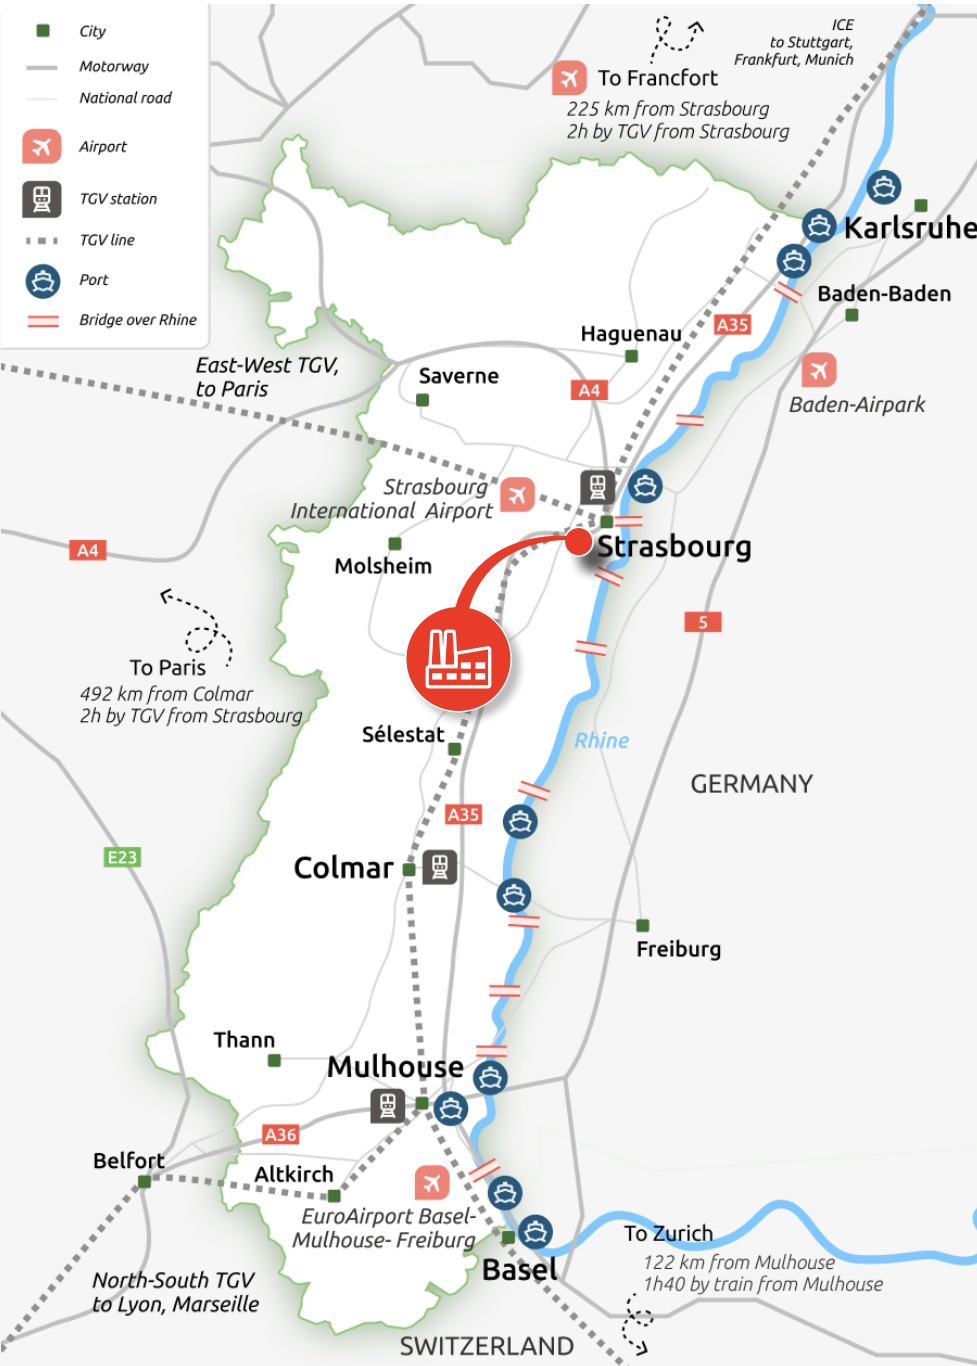 City
Motorway
National road
Airport
TGV station
TGV line
Port
Bridge over Rhine
ICE
to Stuttgart,
Frankfurt, Munich
To Francfort
225 km from Strasbourg
2h by TGV from Strasbourg
Karlsruhe
Baden-Baden
A35
Haguenau
East-West TGV,
to Paris
Saverne
A4
Baden-Airpark
Strasbourg
International Airport
A4
Molsheim
Strasbourg
5
To Paris
492 km from Colmar
2h by TGV from Strasbourg
Sélestat
Rhine
GERMANY
A35
E23
Colmar
Freiburg
Thann
Mulhouse
A36
Belfort
Altkirch
EuroAirport Basel-
Mulhouse- Freiburg
To Zurich
122 km from Mulhouse
1h40 by train from Mulhouse
Basel
North-South TGV
to Lyon, Marseille
SWITZERLAND